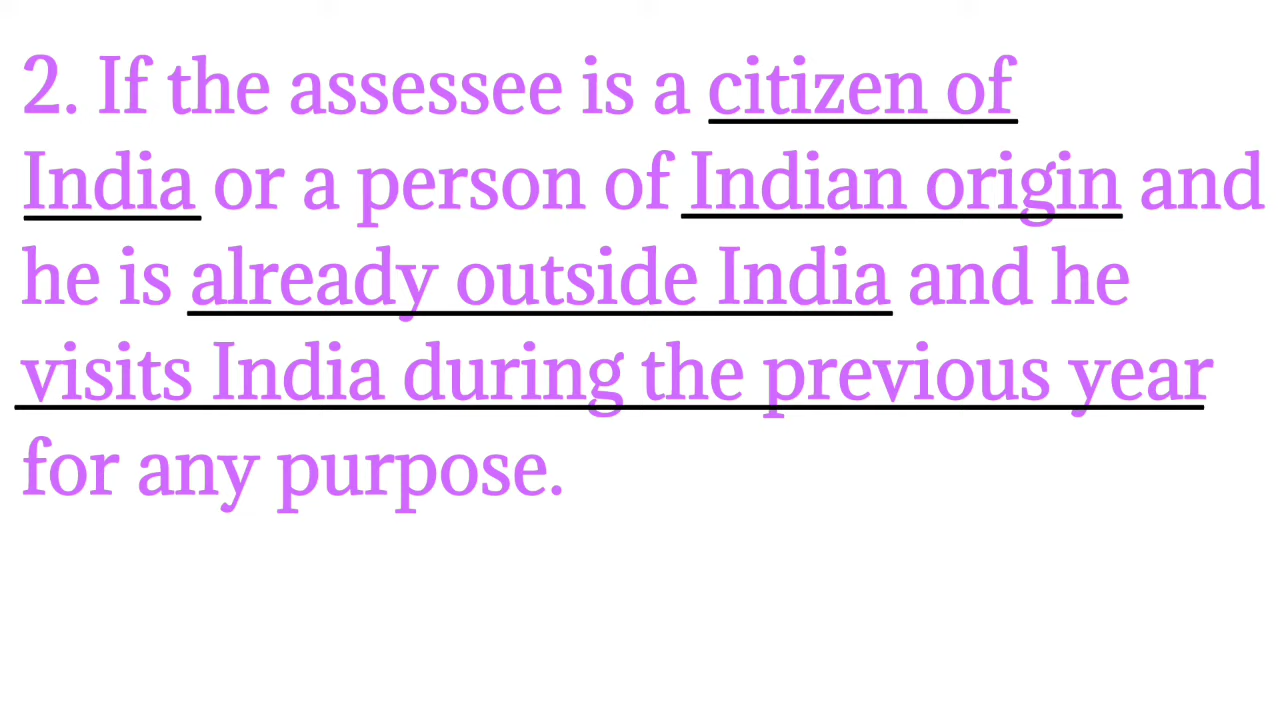 2. If the assessee is a citizen of
India or a person of Indian origin and
he is already outside India and he
visits India during the previous year
for any purpose.